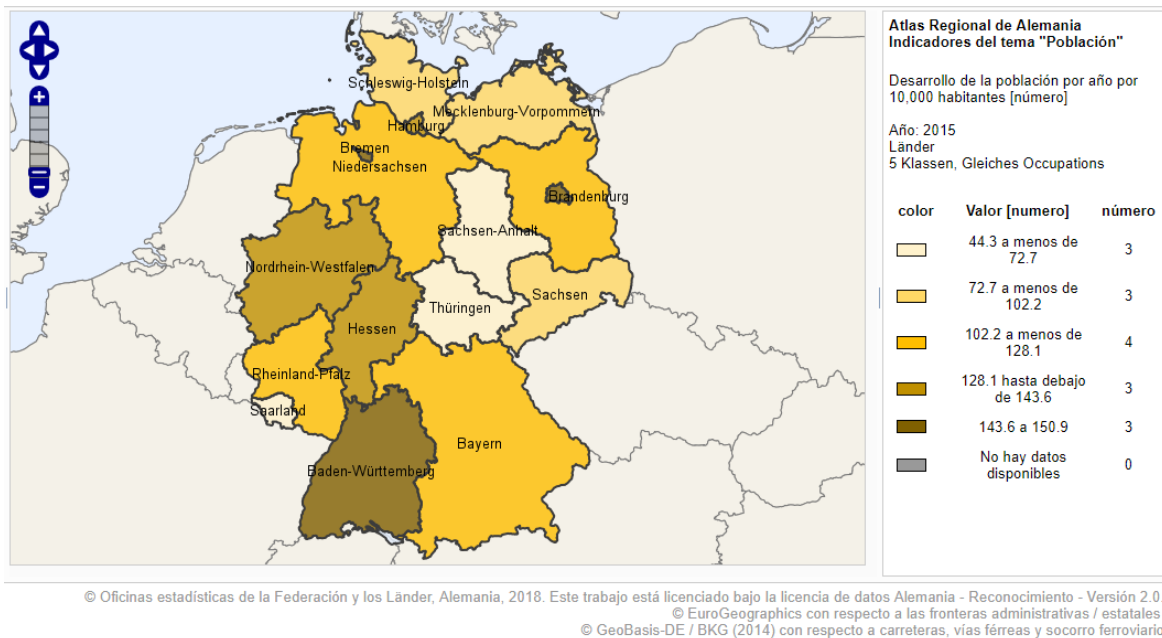 Atlas Regional de Alemania
Indicadores del tema "Población"
Desarrollo de la población por año por
10,000 habitantes [número]
Año: 2015
Länder
5 Klassen, Gleiches Occupations
color Valor [numero] número
44.3 a menos de
72.7
3
72.7 a menos de
102.2
3
102.2 a menos de
128.1
4
128.1 hasta debajo
de 143.6
3
143.6 a 150.9 3
No hay datos
disponibles
0
Schleswig-Holstein
Mecklenburg-Vorpommern
Hamburg
Bremen
Niedersachsen
Brandenburg
Sachsen-Anhalt
Nordrhein-Westfalen
Sachsen
Thüringen
Hessen
Rheinland-Pfalz
Saarland
Bayern
Baden-Württemberg
© Oficinas estadísticas de la Federación y los Länder, Alemania, 2018. Este trabajo está licenciado bajo la licencia de datos Alemania - Reconocimiento - Versión 2.0.
© EuroGeographics con respecto a las fronteras administrativas / estatales
© GeoBasis-DE / BKG (2014) con respecto a carreteras, vías férreas y socorro ferroviario